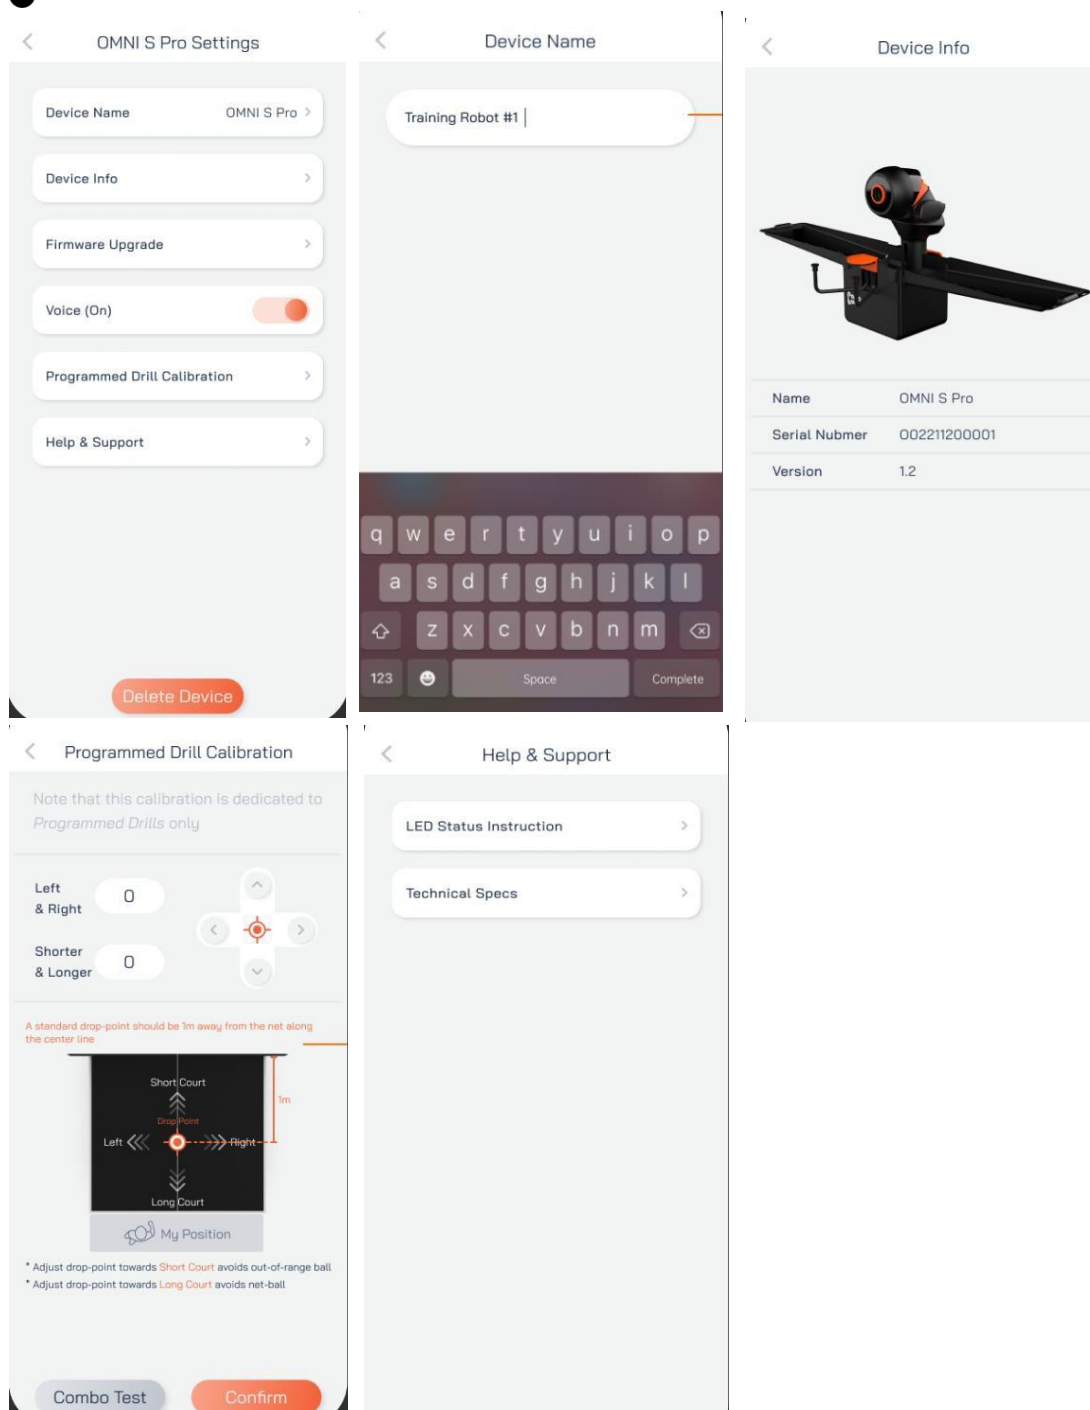 OMNI S Pro Settings
Device Name OMNI S Pro
Device Info
Firmware Upgrade
Voice (On)
Programmed Drill Calibration
Help & Support
Delete Device
Device Name
Training Robot #1
q w e r t y u i o p
a s d f g h j k l
z x c v b n m
123 Space Complete
Device Info
Name OMNI S Pro
Serial Nubmer 002211200001
Version 1.2
Programmed Drill Calibration
Note that this calibration is dedicated to
Programmed Drills only
Left
& Right
0
Shorter
& Longer
0
A standard drop-point should be 1m away from the net along
the center line
Short Court
1m
Drop Point
Left Right
Long Court
My Position
* Adjust drop-point towards Short Court avoids out-of-range ball
* Adjust drop-point towards Long Court avoids net-ball
Combo Test Confirm
Help & Support
LED Status Instruction
Technical Specs